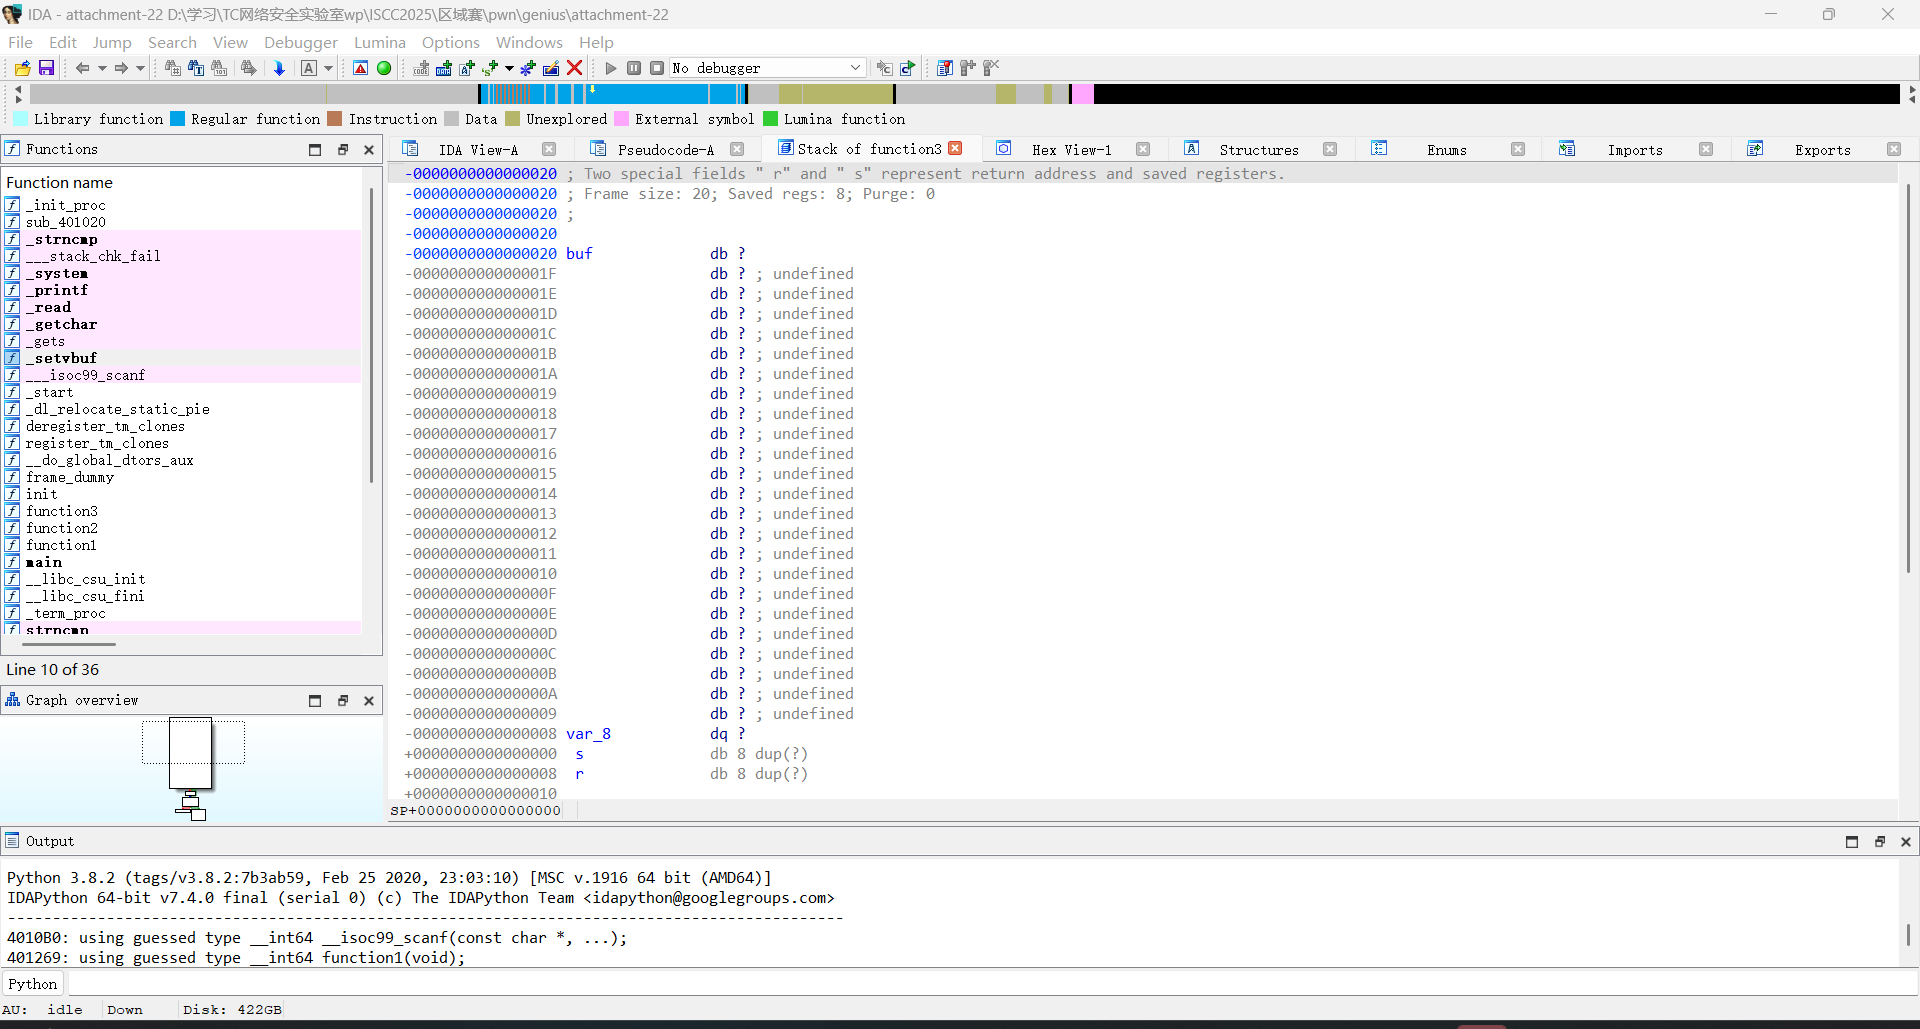 IDA - attachment-22 D:\学习\TC网络安全实验室wp\ISCC2025\区域赛\pwn\genius\attachment-22
File Edit Jump Search View Debugger Lumina Options Windows Help
No debugger
Library function Regular function Instruction Data Unexplored External symbol Lumina function
Functions
IDA View-A Pseudocode-A Stack of function3 Hex View-1 Structures Enums Imports Exports
Function name
_init_proc
sub_401020
_strncmp
___stack_chk_fail
_system
_printf
_read
_getchar
_gets
_setvbuf
___isoc99_scanf
_start
_dl_relocate_static_pie
deregister_tm_clones
register_tm_clones
__do_global_dtors_aux
frame_dummy
init
function3
function2
function1
main
__libc_csu_init
__libc_csu_fini
_term_proc
strncmp
Line 10 of 36
Graph overview
-0000000000000020 ; Two special fields " r" and " s" represent return address and saved registers.
-0000000000000020 ; Frame size: 20; Saved regs: 8; Purge: 0
-0000000000000020 ;
-0000000000000020
-0000000000000020 buf db ?
-000000000000001F db ? ; undefined
-000000000000001E db ? ; undefined
-000000000000001D db ? ; undefined
-000000000000001C db ? ; undefined
-000000000000001B db ? ; undefined
-000000000000001A db ? ; undefined
-0000000000000019 db ? ; undefined
-0000000000000018 db ? ; undefined
-0000000000000017 db ? ; undefined
-0000000000000016 db ? ; undefined
-0000000000000015 db ? ; undefined
-0000000000000014 db ? ; undefined
-0000000000000013 db ? ; undefined
-0000000000000012 db ? ; undefined
-0000000000000011 db ? ; undefined
-0000000000000010 db ? ; undefined
-000000000000000F db ? ; undefined
-000000000000000E db ? ; undefined
-000000000000000D db ? ; undefined
-000000000000000C db ? ; undefined
-000000000000000B db ? ; undefined
-000000000000000A db ? ; undefined
-0000000000000009 db ? ; undefined
-0000000000000008 var_8 dq ?
+0000000000000000 s db 8 dup(?)
+0000000000000008 r db 8 dup(?)
+0000000000000010
SP+0000000000000000
Output
Python 3.8.2 (tags/v3.8.2:7b3ab59, Feb 25 2020, 23:03:10) [MSC v.1916 64 bit (AMD64)]
IDAPython 64-bit v7.4.0 final (serial 0) (c) The IDAPython Team <idapython@googlegroups.com>
---------------------------------------------------------------------------------------------
4010B0: using guessed type __int64 __isoc99_scanf(const char *, ...);
401269: using guessed type __int64 function1(void);
Python
AU: idle Down Disk: 422GB